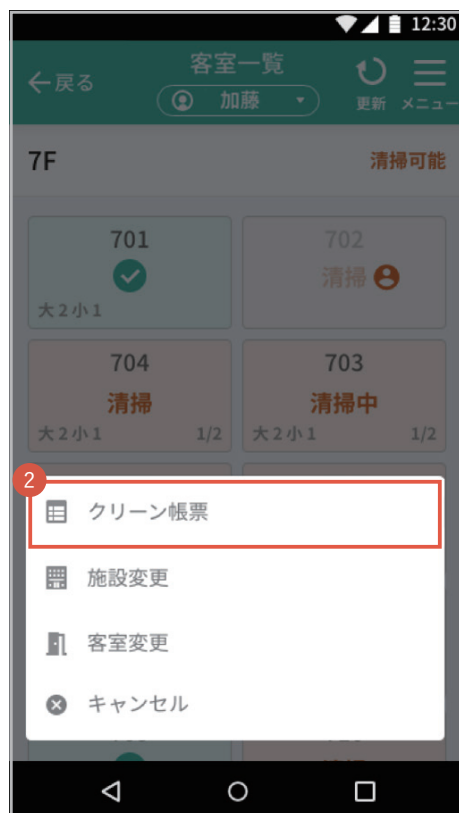 12:30
戻る
客室一覧
加藤
更新
メニュー
7F
清掃可能
701
大2小1
702
清掃
704
清掃
大2小1 1/2
703
清掃中
大2小1 1/2
2
クリーン帳票
施設変更
客室変更
キャンセル